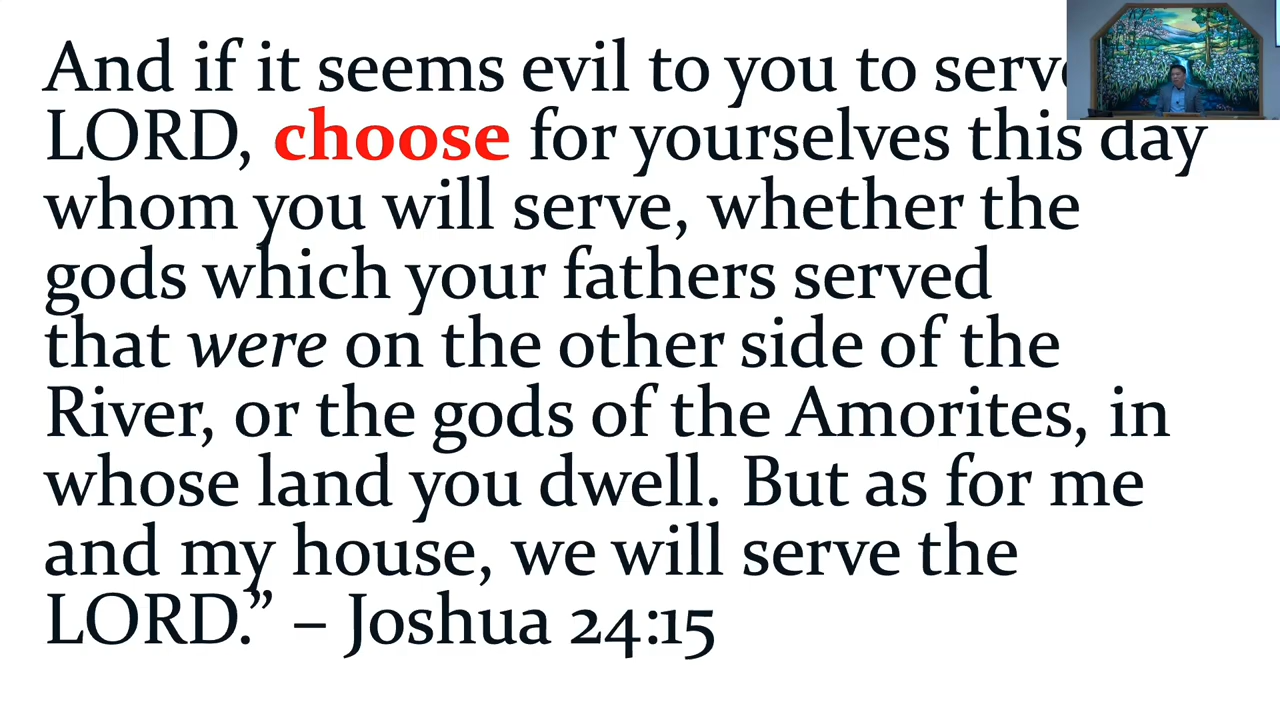 And if it seems evil to you to serv
LORD, choose for yourselves this day
whom you will serve, whether the
gods which your fathers served
that were on the other side of the
River, or the gods of the Amorites, in
whose land you dwell. But as for me
and my house, we will serve the
LORD.” – Joshua 24:15